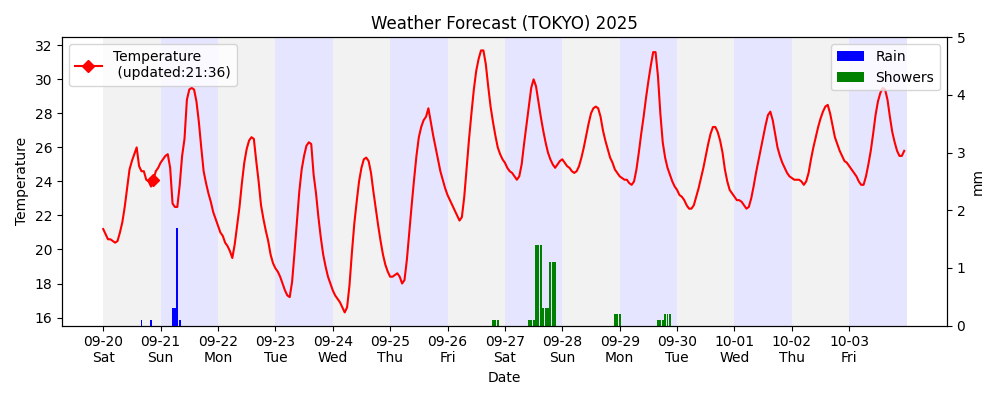 Weather Forecast (TOKYO) 2025
Temperature
(updated:21:36)
Rain
Showers
32
30
28
26
24
22
20
18
16
Temperature
5
4
3
2
1
0
mm
09-20 09-21 09-22 09-23 09-24 09-25 09-26 09-27 09-28 09-29 09-30 10-01 10-02 10-03
Sat Sun Mon Tue Wed Thu Fri Sat Sun Mon Tue Wed Thu Fri
Date